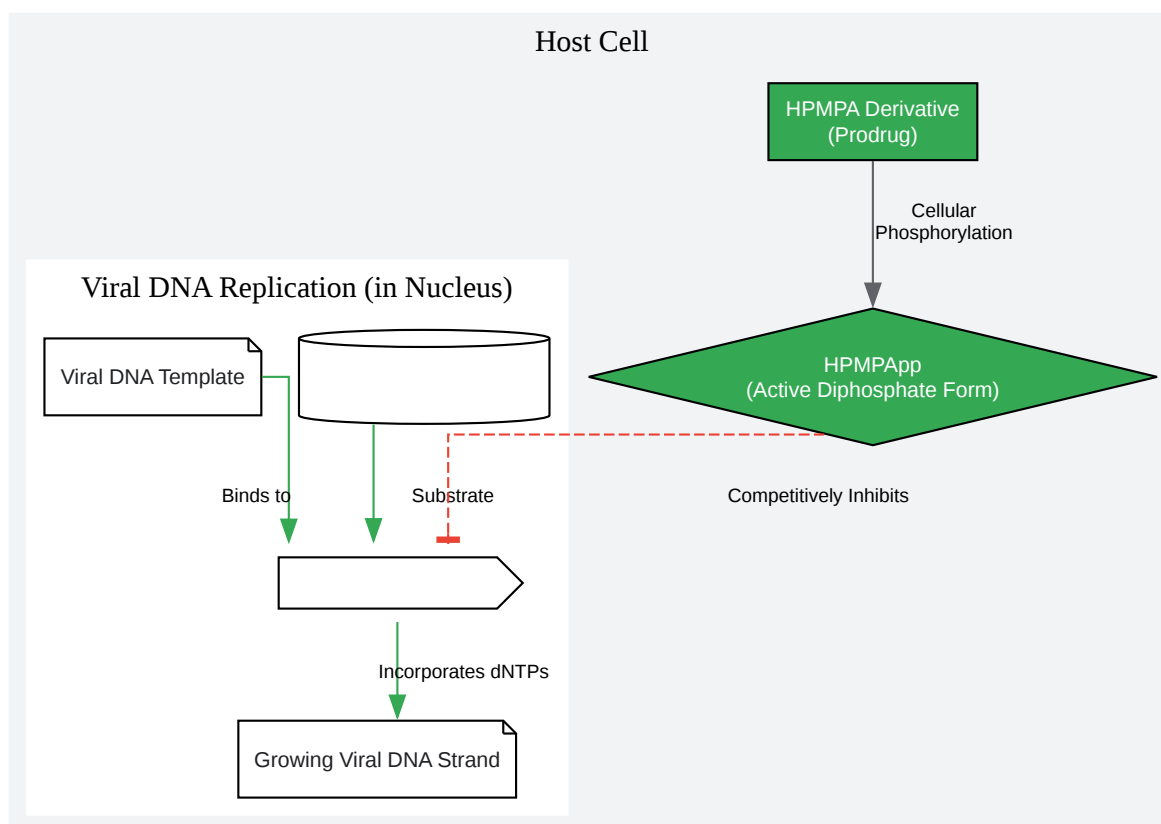 Host Cell
HPMPA Derivative
(Prodrug)
Cellular
Phosphorylation
Viral DNA Replication (in Nucleus)
Viral DNA Template
HPMPApp
(Active Diphosphate Form)
Binds to
Substrate
Competitively Inhibits
Incorporates dNTPs
Growing Viral DNA Strand